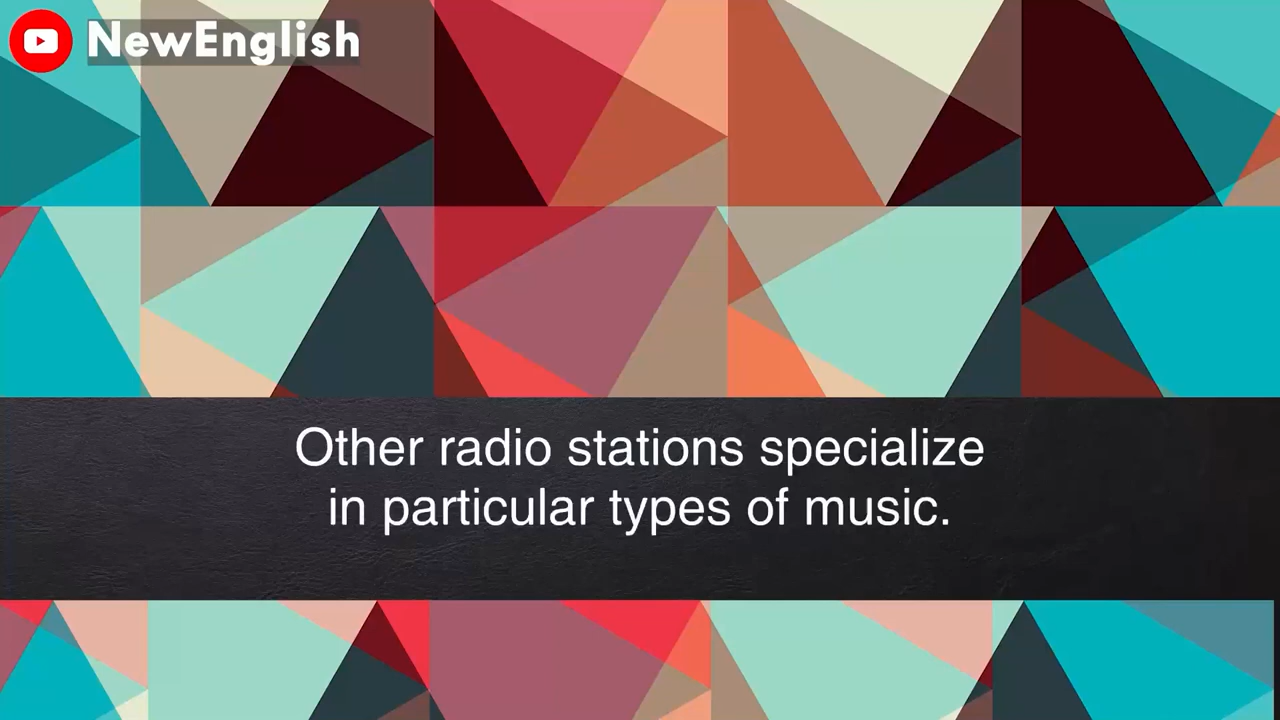 NewEnglish
Other radio stations specialize
in particular types of music.